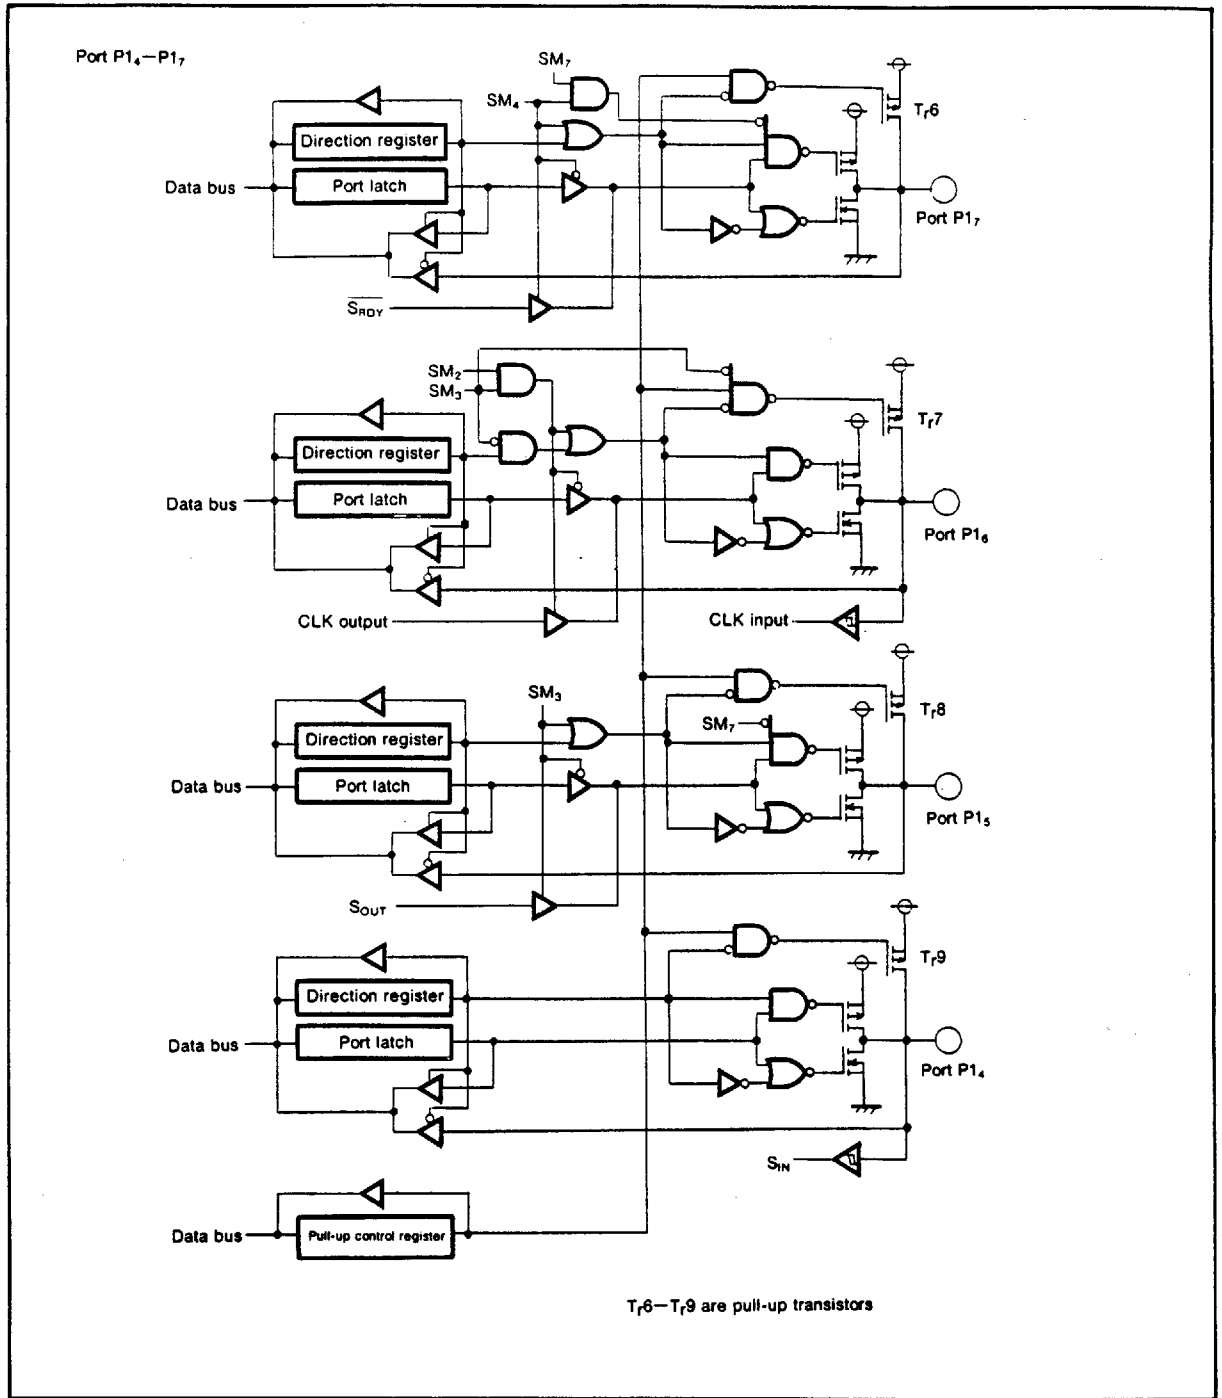 Port P1₄—P1₇
SM₇
SM₄
Tr6
Direction register
Data bus
Port latch
Port P1₇
S̅R̅D̅Y̅
SM₂
SM₃
Tr7
Direction register
Data bus
Port latch
Port P1₆
CLK output
CLK input
SM₃
Tr8
Direction register
SM₇
Data bus
Port latch
Port P1₅
SOUT
Tr9
Direction register
Data bus
Port latch
Port P1₄
SIN
Data bus
Pull-up control register
Tr6—Tr9 are pull-up transistors